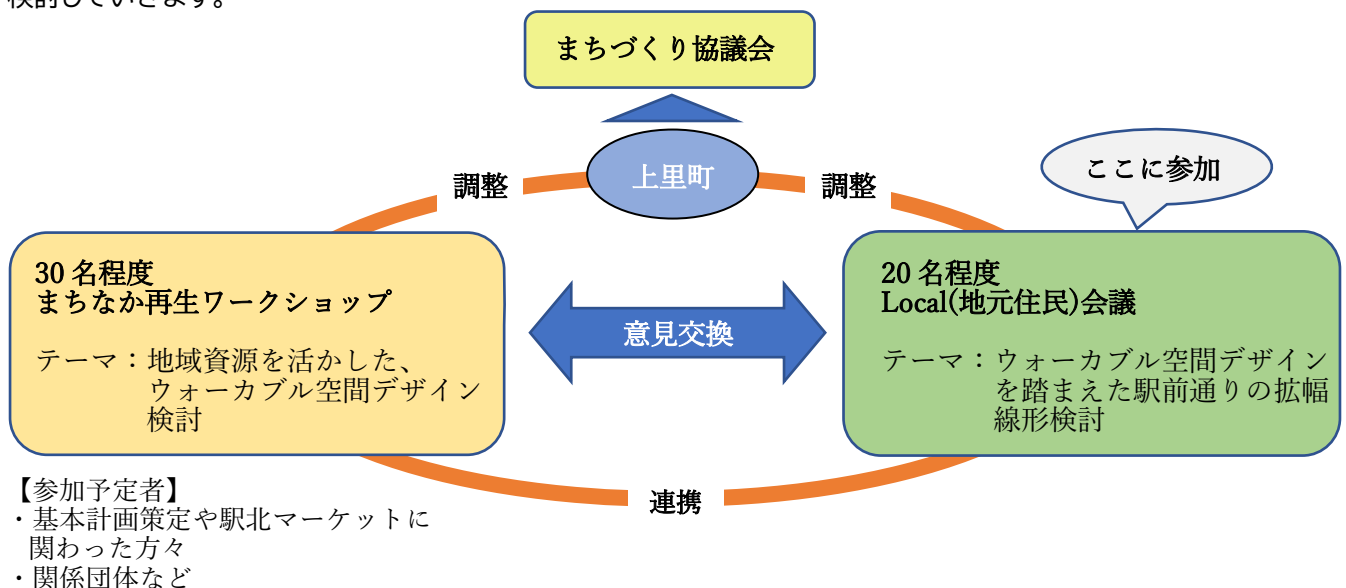 検討していきます。
まちづくり協議会
上里町
調整
調整
ここに参加
30 名程度
まちなか再生ワークショップ
テーマ：地域資源を活かした、
ウォーカブル空間デザイン
検討
意見交換
20 名程度
Local(地元住民)会議
テーマ：ウォーカブル空間デザイン
を踏まえた駅前通りの拡幅
線形検討
連携
【参加予定者】
・基本計画策定や駅北マーケットに
関わった方々
・関係団体など